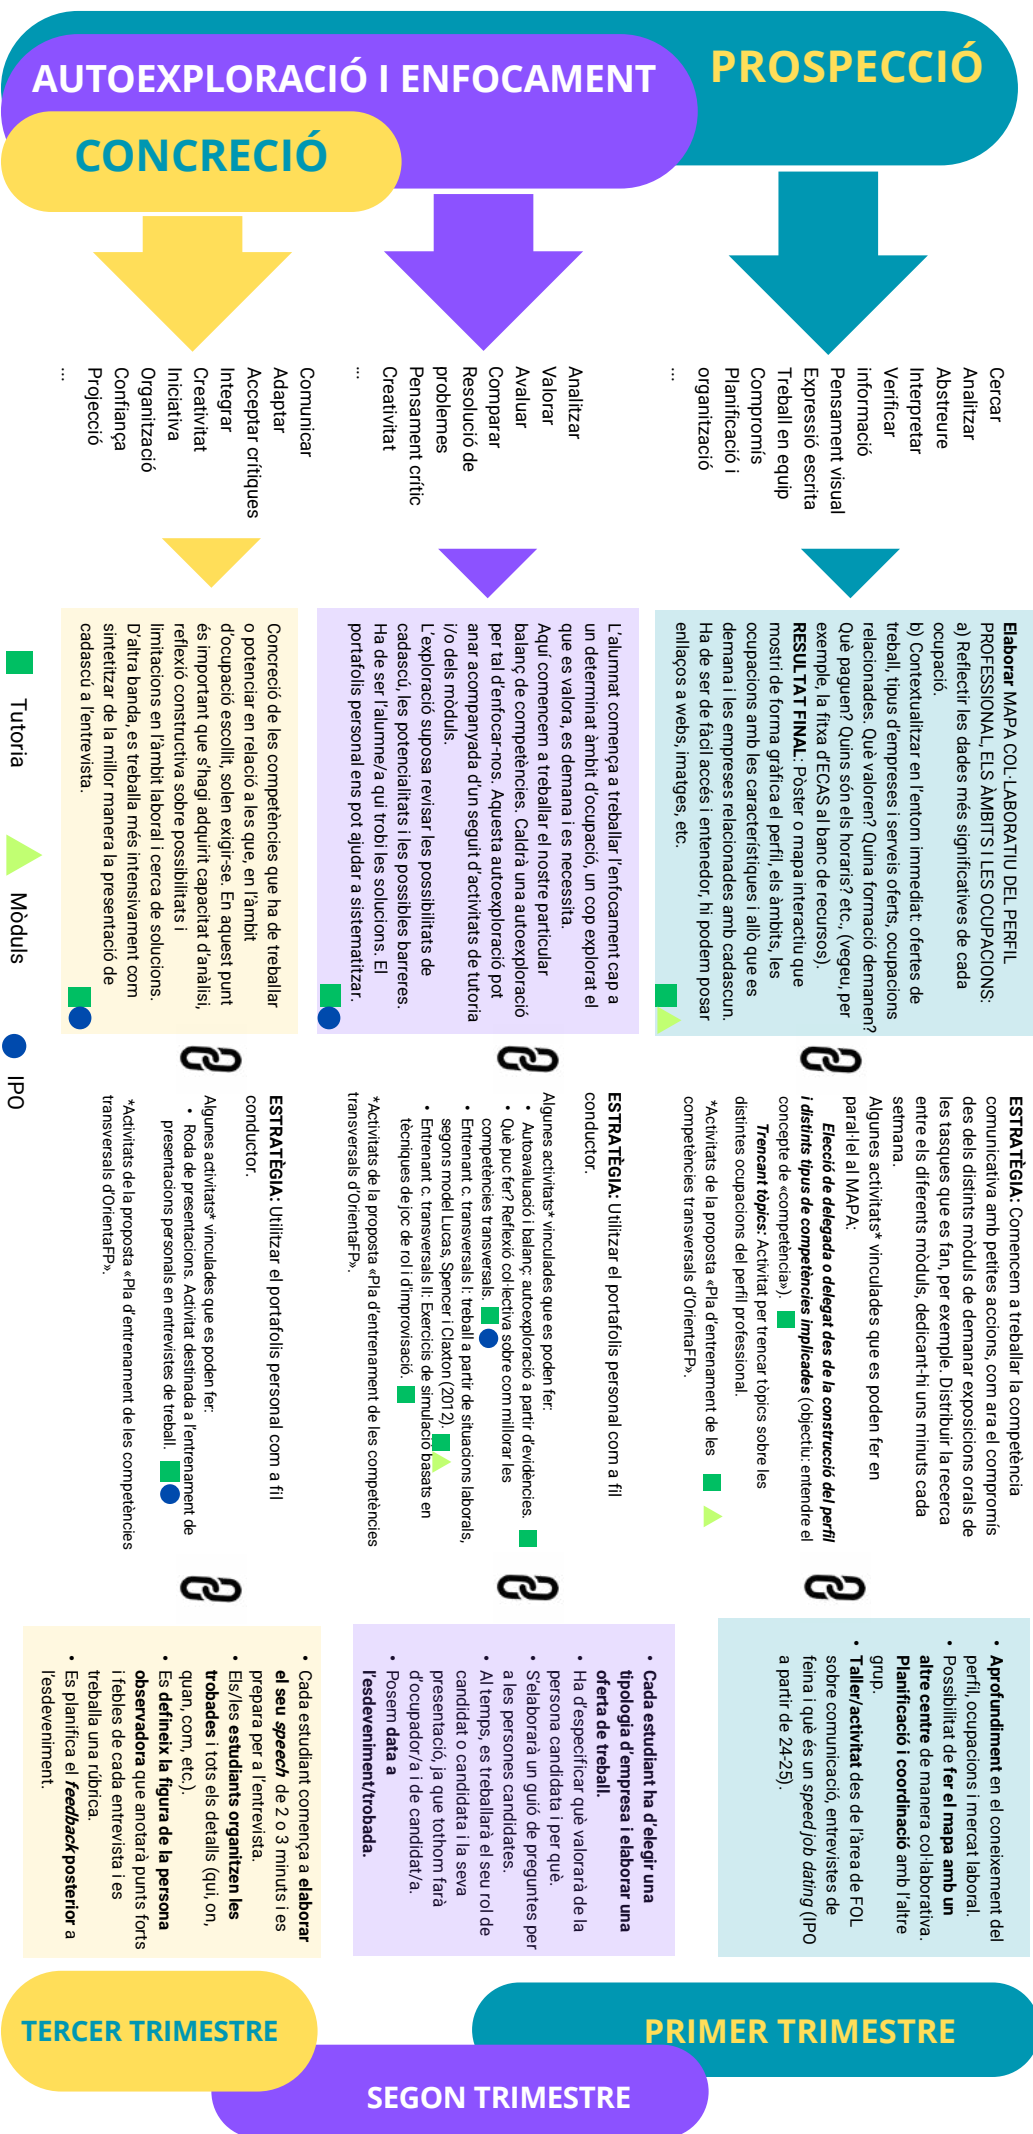 PROSPECCIÓ
AUTOEXPLORACIÓ I ENFOCAMENT
CONCRECIÓ
Cercar
Analitzar
Abstreure
Interpretar
Verificar
informació
Pensament visual
Expressió escrita
Treball en equip
Compromís
Planificació i
organització
...
Analitzar
Valorar
Avaluar
Comparar
Resolució de
problemes
Pensament crític
Creativitat
...
Comunicar
Adaptar
Acceptar crítiques
Integrar
Creativitat
Iniciativa
Organització
Confiança
Projecció
...
Elaborar MAPA COL·LABORATIU DEL PERFIL
PROFESSIONAL, ELS ÀMBITS I LES OCUPACIONS:
a) Reflectir les dades més significatives de cada
ocupació.
b) Contextualitzar en l'entorn immediat: ofertes de
treball, tipus d'empreses i serveis oferts, ocupacions
relacionades. Què valoren? Quina formació demanen?
Què paguen? Quins són els horaris? etc., (vegeu, per
exemple, la fitxa d'ECAS al banc de recursos).
RESULTAT FINAL: Pòster o mapa interactiu que
mostri de forma gràfica el perfil, els àmbits, les
ocupacions amb les característiques i allò que es
demana i les empreses relacionades amb cadascun.
Ha de ser de fàcil accés i entenedor, hi podem posar
enllaços a webs, imatges, etc.
L'alumnat comença a treballar l'enfocament cap a
un determinat àmbit d'ocupació, un cop explorat el
que es valora, es demana i es necessita.
Aquí comencem a treballar el nostre particular
balanç de competències. Caldrà una autoexploració
per tal d'enfocar-nos. Aquesta autoexploració pot
anar acompanyada d'un seguit d'activitats de tutoria
i/o dels mòduls.
L'exploració suposa revisar les possibilitats de
cadascú, les potencialitats i les possibles barreres.
Ha de ser l'alumne/a qui trobi les solucions. El
portafolis personal ens pot ajudar a sistematitzar.
Concreció de les competències que ha de treballar
o potenciar en relació a les que, en l'àmbit
d'ocupació escollit, solen exigir-se. En aquest punt
és important que s'hagi adquirit capacitat d'anàlisi,
reflexió constructiva sobre possibilitats i
limitacions en l'àmbit laboral i cerca de solucions.
D'altra banda, es treballa més intensivament com
sintetitzar de la millor manera la presentació de
cadascú a l'entrevista.
Tutoria
Mòduls
IPO
ESTRATÈGIA: Comencem a treballar la competència
comunicativa amb petites accions, com ara el compromís
des dels distints mòduls de demanar exposicions orals de
les tasques que es fan, per exemple. Distribuir la recerca
entre els diferents mòduls, dedicant-hi uns minuts cada
setmana.
Algunes activitats* vinculades que es poden fer en
paral·lel al MAPA:
Elecció de delegada o delegat des de la construcció del perfil
i distints tipus de competències implicades (objectiu: entendre el
concepte de «competència»).
Trencant tòpics: Activitat per trencar tòpics sobre les
distintes ocupacions del perfil professional.
*Activitats de la proposta «Pla d'entrenament de les
competències transversals d'OrientaFP».
ESTRATÈGIA: Utilitzar el portafolis personal com a fil
conductor.
Algunes activitats* vinculades que es poden fer:
• Autoavaluació i balanç: autoexploració a partir d'evidències.
• Què puc fer? Reflexió col·lectiva sobre com millorar les
competències transversals.
• Entrenant c. transversals I: treball a partir de situacions laborals,
segons model Lucas, Spencer i Claxton (2012).
• Entrenant c. transversals II: Exercicis de simulació basats en
tècniques de joc de rol i d'improvisació.
*Activitats de la proposta «Pla d'entrenament de les competències
transversals d'OrientaFP».
ESTRATÈGIA: Utilitzar el portafolis personal com a fil
conductor.
Algunes activitats* vinculades que es poden fer:
• Roda de presentacions. Activitat destinada a l'entrenament de
presentacions personals en entrevistes de treball.
*Activitats de la proposta «Pla d'entrenament de les competències
transversals d'OrientaFP».
• Aprofundiment en el coneixement del
perfil, ocupacions i mercat laboral.
• Possibilitat de fer el mapa amb un
altre centre de manera col·laborativa.
Planificació i coordinació amb l'altre
grup.
• Taller/activitat des de l'àrea de FOL
sobre comunicació, entrevistes de
feina i què és un speed job dating (IPO
a partir de 24-25).
• Cada estudiant ha d'elegir una
tipologia d'empresa i elaborar una
oferta de treball.
• Ha d'especificar què valorarà de la
persona candidata i per què.
• S'elaborarà un guió de preguntes per
a les persones candidates.
• Al temps, es treballarà el seu rol de
candidat o candidata i la seva
presentació, ja que tothom farà
d'ocupador/a i de candidat/a.
• Posem data a
l'esdeveniment/trobada.
• Cada estudiant comença a elaborar
el seu speech de 2 o 3 minuts i es
prepara per a l'entrevista.
• Els/les estudiants organitzen les
trobades i tots els detalls (qui, on,
quan, com, etc.).
• Es defineix la figura de la persona
observadora que anotarà punts forts
i febles de cada entrevista i es
treballa una rúbrica.
• Es planifica el feedback posterior a
l'esdeveniment.
PRIMER TRIMESTRE
SEGON TRIMESTRE
TERCER TRIMESTRE